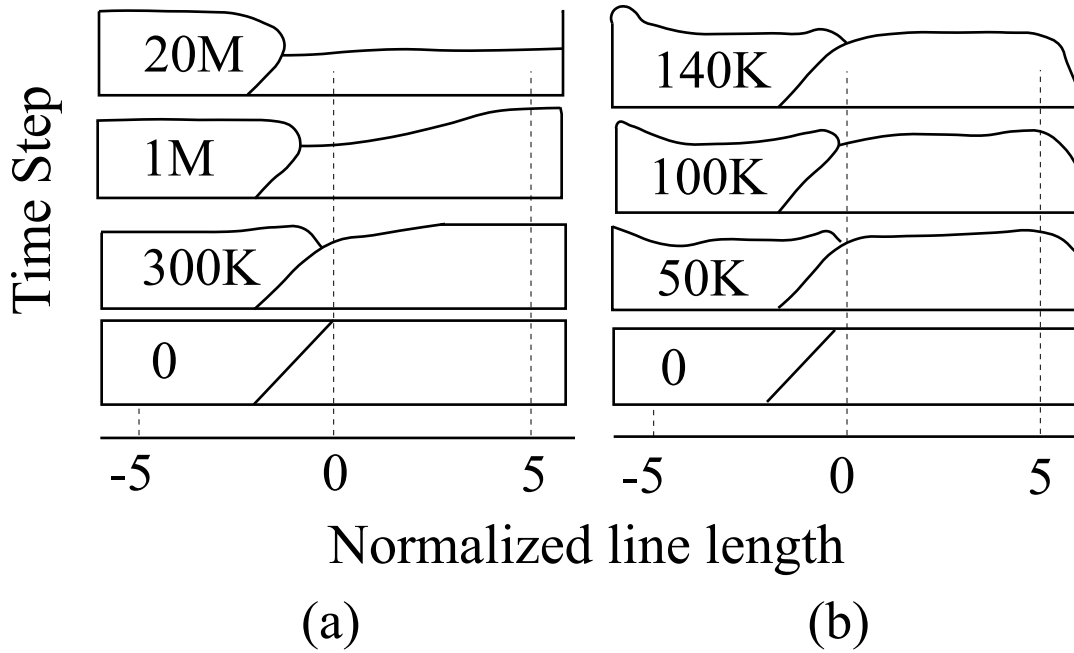 Time Step
20M
1M
300K
0
-5 0 5
140K
100K
50K
0
-5 0 5
Normalized line length
(a) (b)